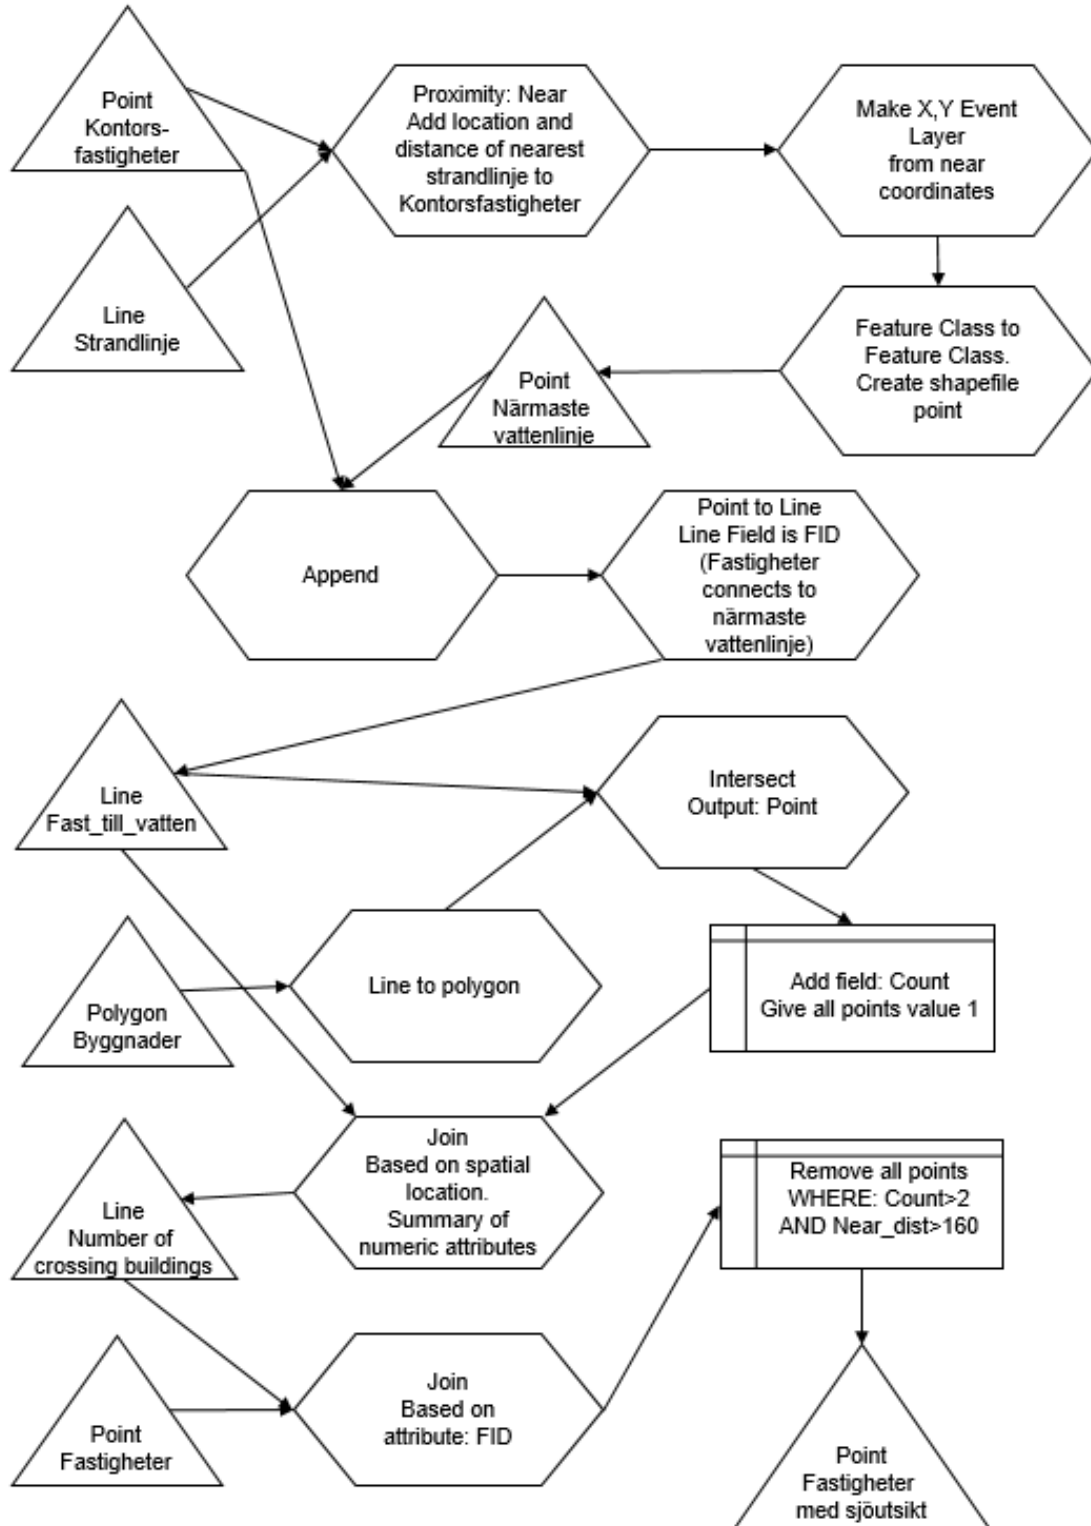 Point
Kontors-
fastigheter
Proximity: Near
Add location and
distance of nearest
strandlinje to
Kontorsfastigheter
Make X,Y Event
Layer
from near
coordinates
Line
Strandlinje
Point
Närmaste
vattenlinje
Feature Class to
Feature Class.
Create shapefile
point
Append
Point to Line
Line Field is FID
(Fastigheter
connects to
närmaste
vattenlinje)
Line
Fast_till_vatten
Intersect
Output: Point
Polygon
Byggnader
Line to polygon
Add field: Count
Give all points value 1
Line
Number of
crossing buildings
Join
Based on spatial
location.
Summary of
numeric attributes
Remove all points
WHERE: Count>2
AND Near_dist>160
Point
Fastigheter
Join
Based on
attribute: FID
Point
Fastigheter
med sjöutsikt